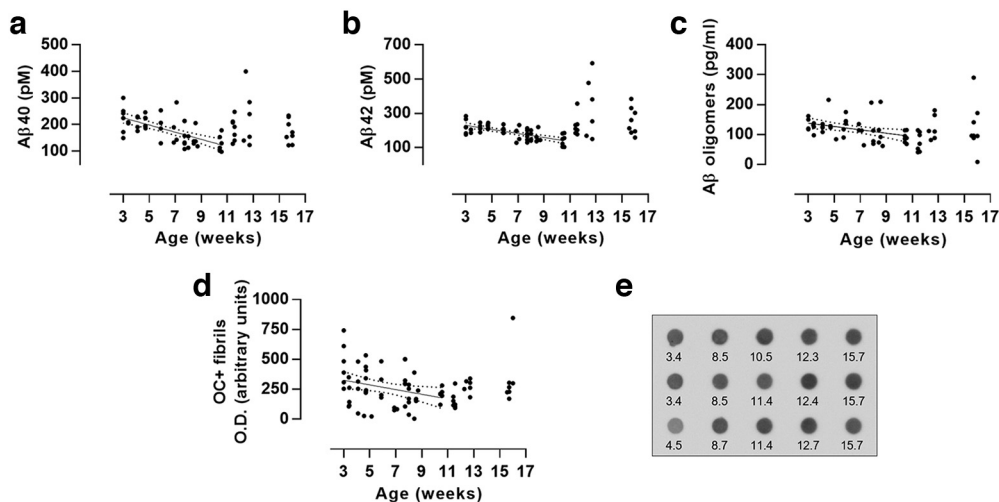 a
Aβ40 (pM)
500
400
300
200
100
3 5 7 9 11 13 15 17
Age (weeks)
b
Aβ42 (pM)
700
500
300
100
3 5 7 9 11 13 15 17
Age (weeks)
c
Aβ oligomers (pg/ml)
400
300
200
100
0
3 5 7 9 11 13 15 17
Age (weeks)
d
OC+ fibrils
O.D. (arbitrary units)
1000
750
500
250
0
3 5 7 9 11 13 15 17
Age (weeks)
e
3.4 8.5 10.5 12.3 15.7
3.4 8.5 11.4 12.4 15.7
4.5 8.7 11.4 12.7 15.7